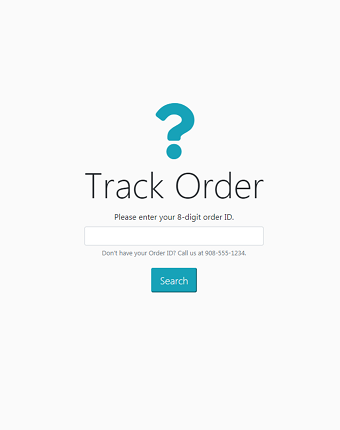 Track Order
Please enter your 8-digit order ID.
Don't have your Order ID? Call us at 908-555-1234.
Search